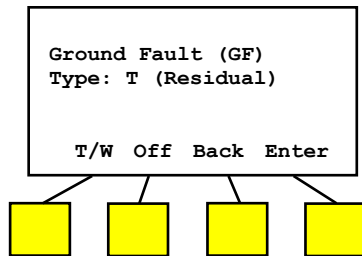 Ground Fault (GF)
Type: T (Residual)
T/W Off Back Enter